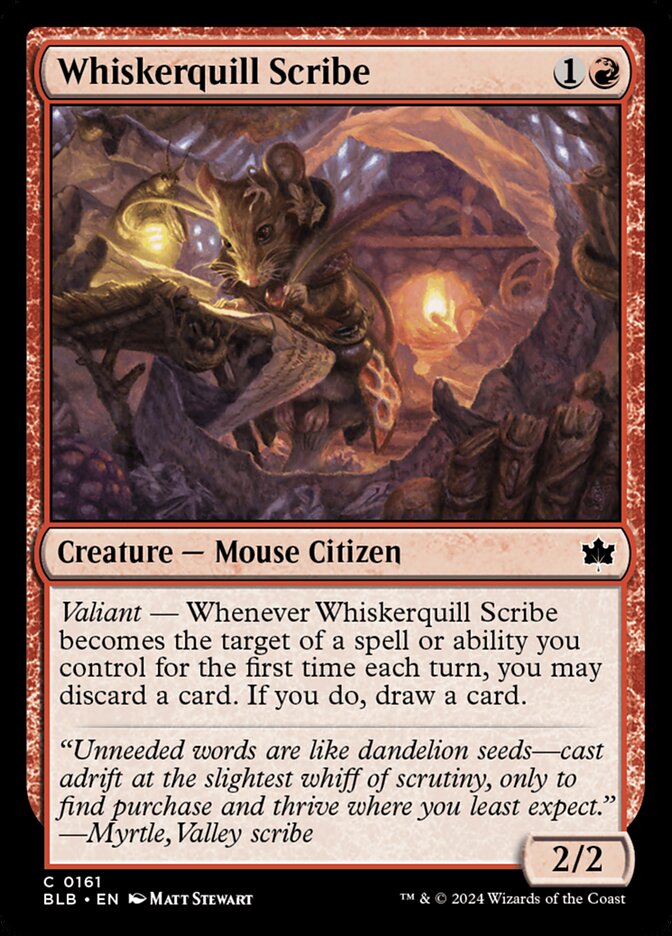 Whiskerquill Scribe 1
Creature — Mouse Citizen
Valiant — Whenever Whiskerquill Scribe
becomes the target of a spell or ability you
control for the first time each turn, you may
discard a card. If you do, draw a card.
“Unneeded words are like dandelion seeds—cast
adrift at the slightest whiff of scrutiny, only to
find purchase and thrive where you least expect.”
—Myrtle, Valley scribe
2/2
C 0161
BLB • EN Matt Stewart
™ & © 2024 Wizards of the Coast